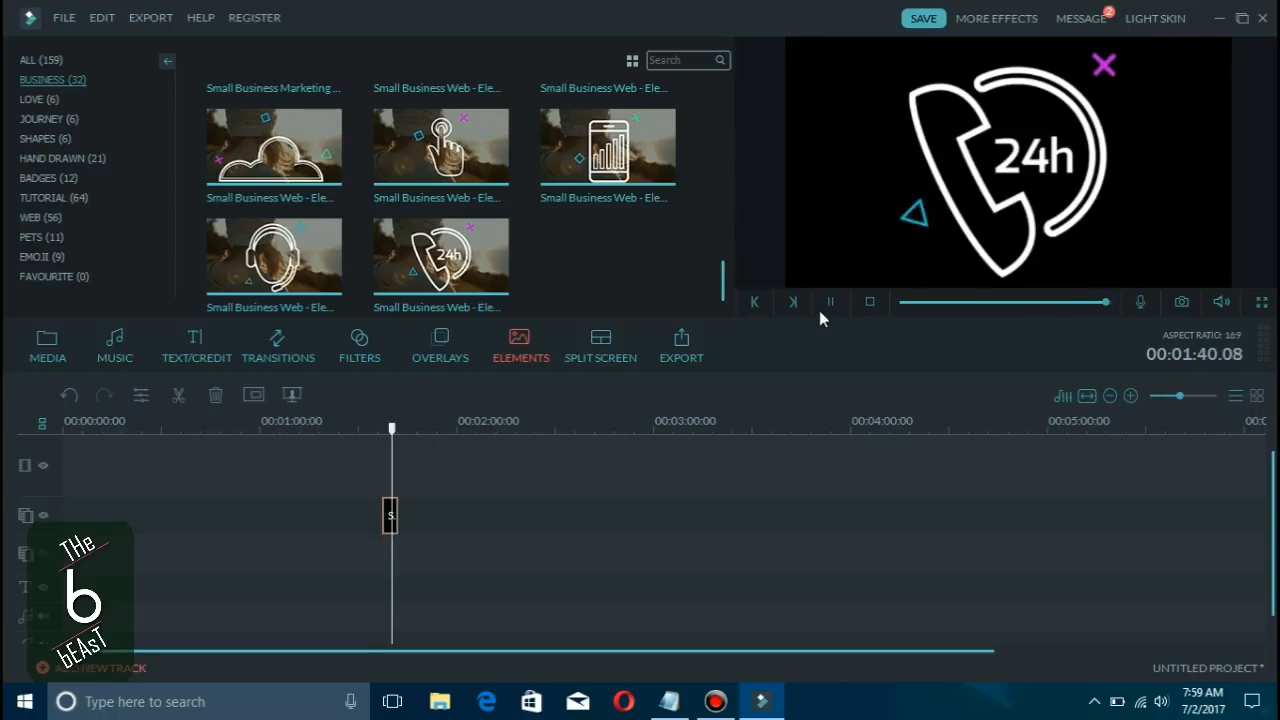 FILE EDIT EXPORT HELP REGISTER
SAVE MORE EFFECTS MESSAGE 2 LIGHT SKIN
ALL (159)
BUSINESS (32)
LOVE (6)
JOURNEY (6)
SHAPES (6)
HAND DRAWN (21)
BADGES (12)
TUTORIAL (64)
WEB (56)
PETS (11)
EMOJI (9)
FAVOURITE (0)
Search
Small Business Marketing ... Small Business Web - Ele... Small Business Web - Ele...
Small Business Web - Ele... Small Business Web - Ele... Small Business Web - Ele...
24h
Small Business Web - Ele... Small Business Web - Ele...
24h
MEDIA MUSIC TEXT/CREDIT TRANSITIONS FILTERS OVERLAYS ELEMENTS SPLIT SCREEN EXPORT
ASPECT RATIO: 16:9
00:01:40.08
00:00:00:00 00:01:00:00 00:02:00:00 00:03:00:00 00:04:00:00 00:05:00:00
S
T
THe
b
bEAsT
ADD NEW TRACK
UNTITLED PROJECT*
Type here to search
7:59 AM
7/2/2017